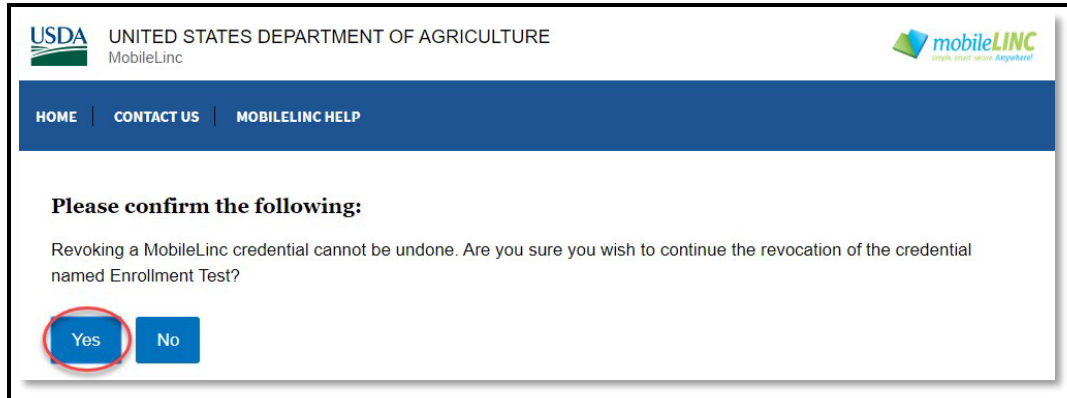 USDA
UNITED STATES DEPARTMENT OF AGRICULTURE
MobileLinc
mobileLINC
simple smart secure Anywhere!
HOME
CONTACT US
MOBILELINC HELP
Please confirm the following:
Revoking a MobileLinc credential cannot be undone. Are you sure you wish to continue the revocation of the credential
named Enrollment Test?
Yes
No